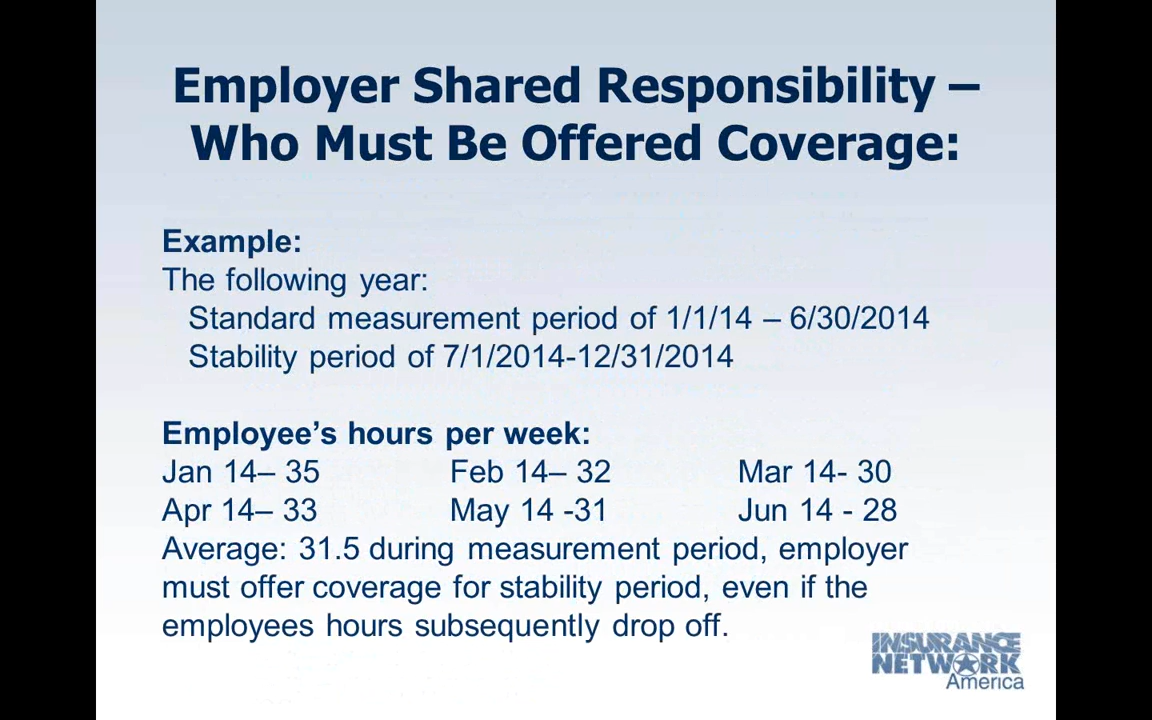 Employer Shared Responsibility –
Who Must Be Offered Coverage:
Example:
The following year:
Standard measurement period of 1/1/14 – 6/30/2014
Stability period of 7/1/2014-12/31/2014
Employee’s hours per week:
Jan 14– 35 Feb 14– 32 Mar 14- 30
Apr 14– 33 May 14 -31 Jun 14 - 28
Average: 31.5 during measurement period, employer
must offer coverage for stability period, even if the
employees hours subsequently drop off.
INSURANCE
NETWORK
America